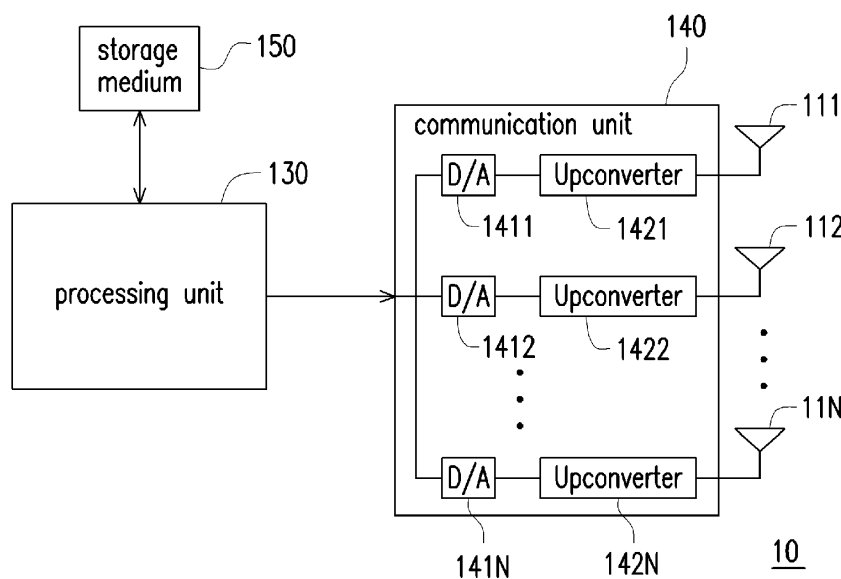 storage
medium
150
140
130
111
communication unit
D/A
Upconverter
1411
1421
112
processing unit
D/A
Upconverter
1412
1422
11N
D/A
Upconverter
141N
142N
10